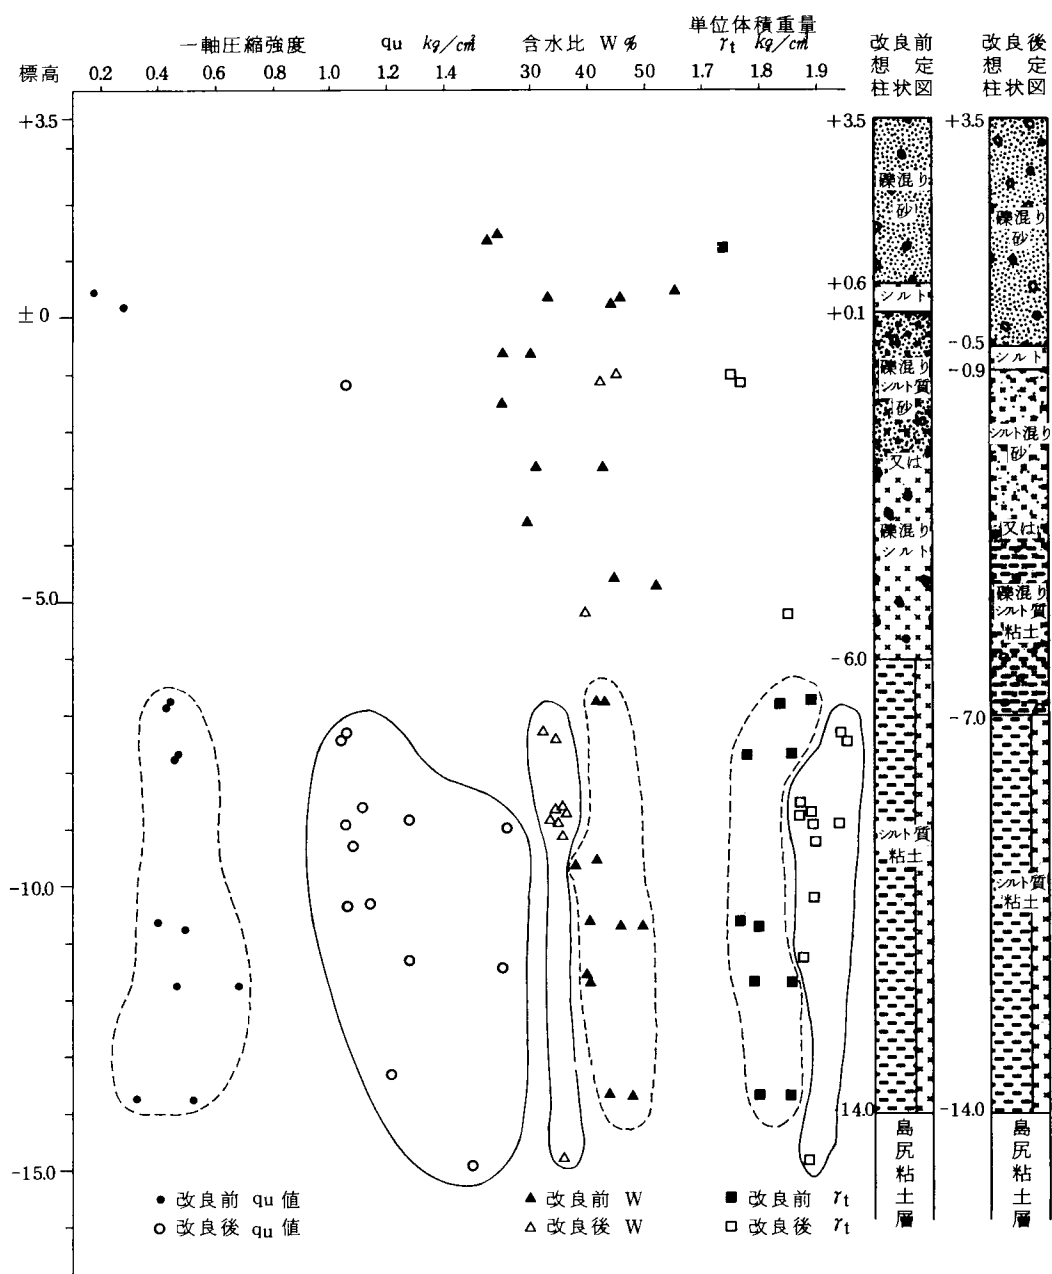 一軸圧縮強度 qu kg/cm² 含水比 W % 単位体積重量
γt kg/cm³
標高 0.2 0.4 0.6 1.0 1.2 1.4 30 40 50 1.7 1.8 1.9
改良前
想定
柱状図
改良後
想定
柱状図
+3.5
±0
-5.0
-10.0
-15.0
+3.5
+0.6
+0.1
-6.0
14.0
礫混り
砂
シルト
礫混り
シルト質
砂
又は
礫混り
シルト
シルト質
粘土
島尻粘土層
+3.5
-0.5
-0.9
-7.0
-14.0
礫混り
砂
シルト
シルト混り
砂
又は
礫混り
シルト質
粘土
シルト質
粘土
島尻粘土層
● 改良前 qu 値
○ 改良後 qu 値
▲ 改良前 W
△ 改良後 W
■ 改良前 γt
□ 改良後 γt